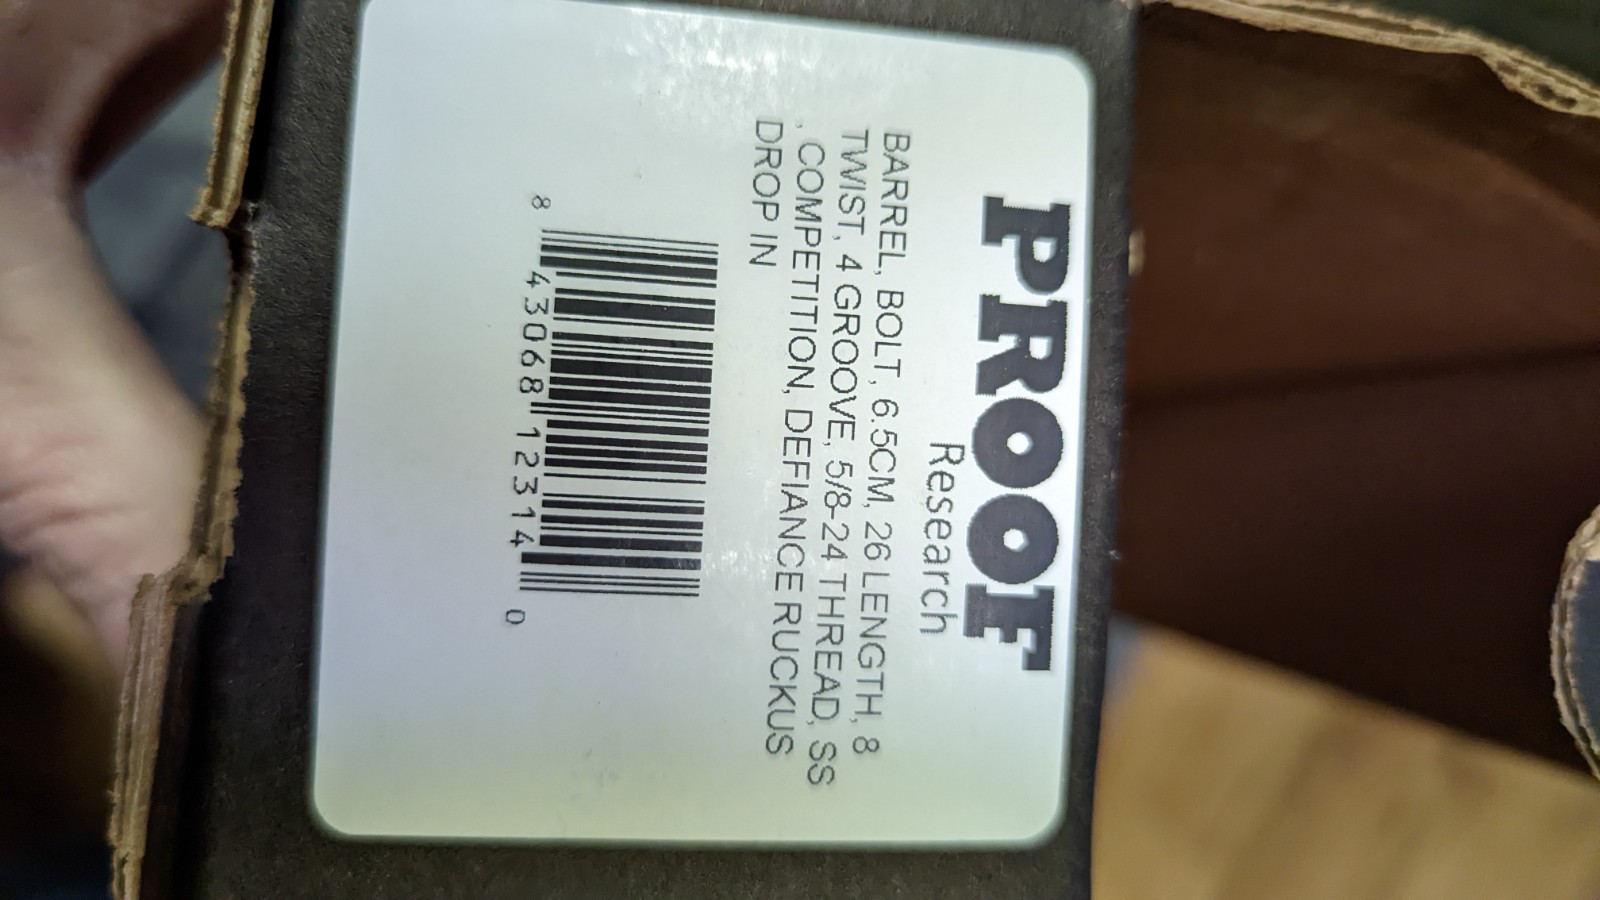 PROOF
Research
BARREL, BOLT, 6.5CM, 26 LENGTH, 8
TWIST, 4 GROOVE, 5/8-24 THREAD, SS
, COMPETITION, DEFIANCE RUCKUS
DROP IN
8 43068 12314 0